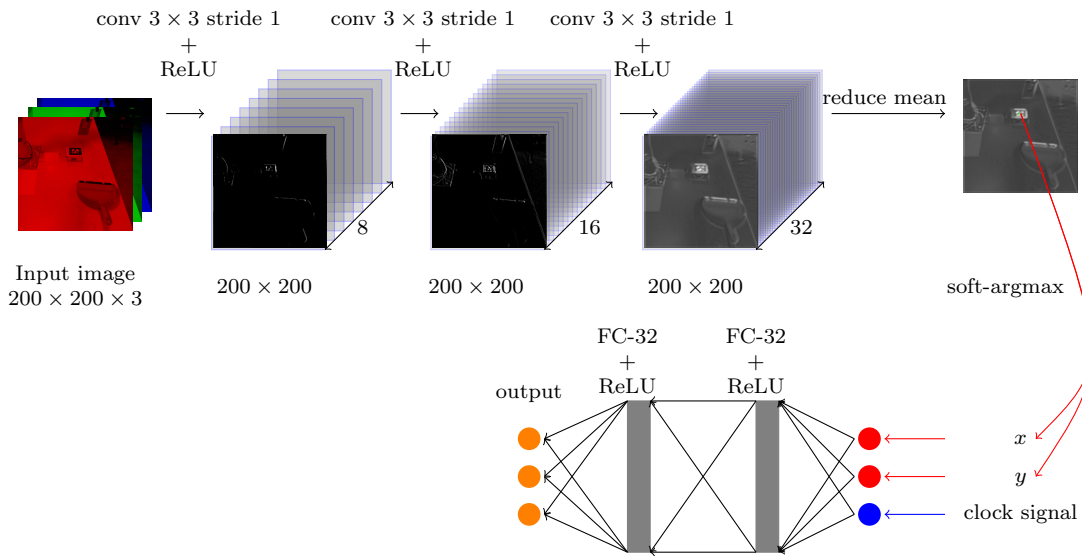 conv 3 × 3 stride 1
+
ReLU
conv 3 × 3 stride 1
+
ReLU
conv 3 × 3 stride 1
+
ReLU
reduce mean
8
16
32
Input image
200 × 200 × 3
200 × 200
200 × 200
200 × 200
soft-argmax
FC-32
+
ReLU
FC-32
+
ReLU
output
x
y
clock signal